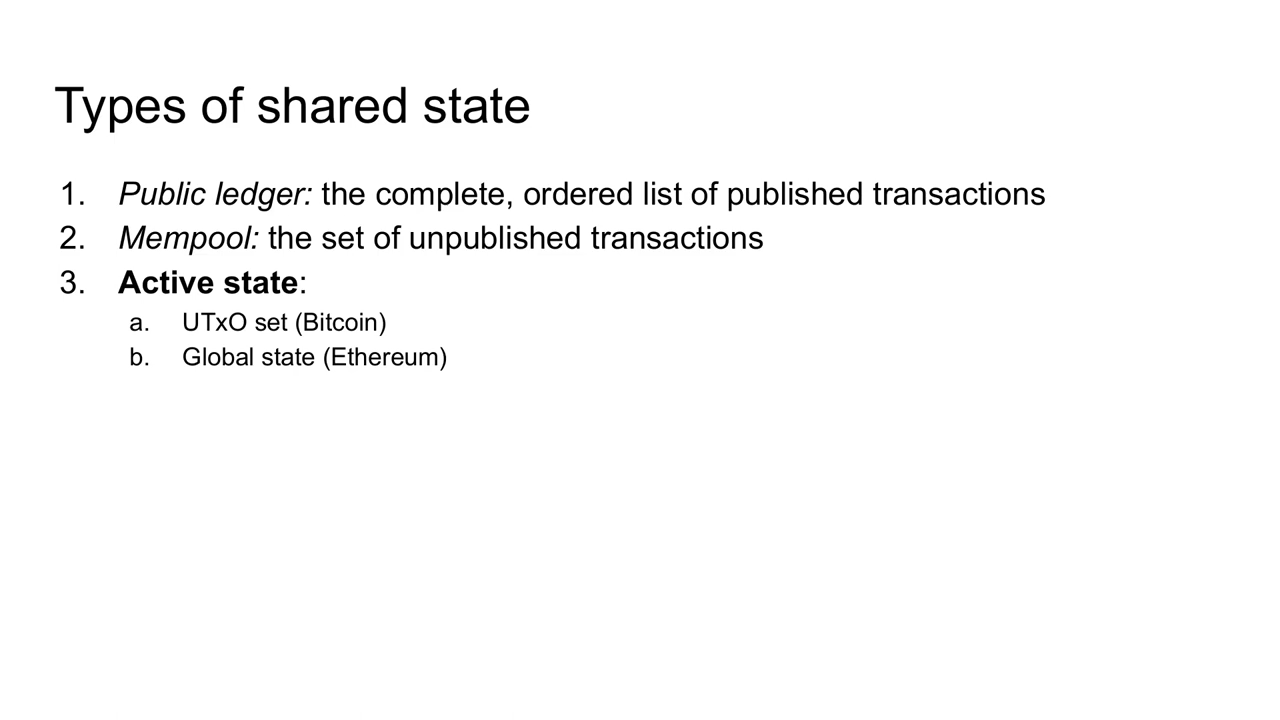 Types of shared state
1. Public ledger: the complete, ordered list of published transactions
2. Mempool: the set of unpublished transactions
3. Active state:
a. UTxO set (Bitcoin)
b. Global state (Ethereum)